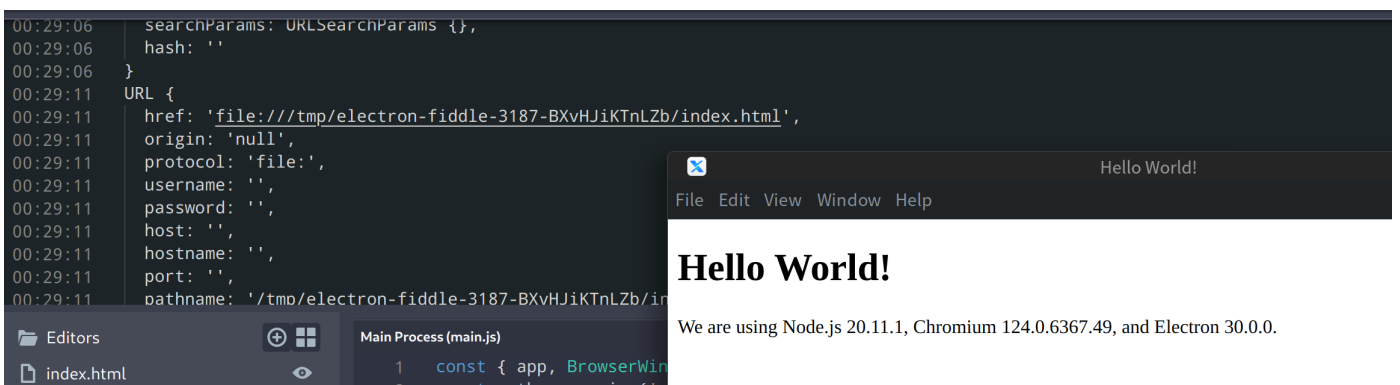 00:29:06 searchParams: URLSearchParams {},
00:29:06 hash: ''
00:29:06 }
00:29:11 URL {
00:29:11 href: 'file:///tmp/electron-fiddle-3187-BXvHJiKTnLZb/index.html',
00:29:11 origin: 'null',
00:29:11 protocol: 'file:',
00:29:11 username: '',
00:29:11 password: '',
00:29:11 host: '',
00:29:11 hostname: '',
00:29:11 port: '',
00:29:11 pathname: '/tmp/electron-fiddle-3187-BXvHJiKTnLZb/in
Editors
index.html
Main Process (main.js)
1 const { app, BrowserWin
Hello World!
File Edit View Window Help
Hello World!
We are using Node.js 20.11.1, Chromium 124.0.6367.49, and Electron 30.0.0.